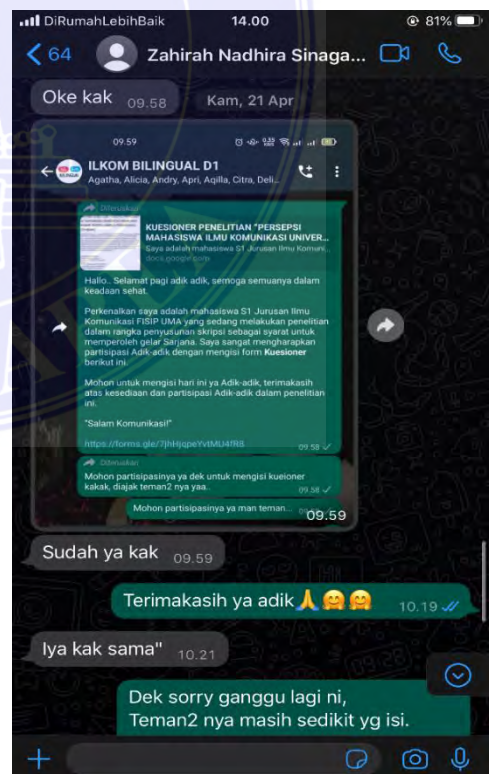 DiRumahLebihBaik 14.00 81%
64 Zahirah Nadhira Sinaga...
Oke kak 09.58
Kam, 21 Apr
09.59
ILKOM BILINGUAL D1
Agatha, Alicia, Andry, Apri, Aqilla, Citra, Deli...
Diteruskan
KUESIONER PENELITIAN "PERSEPSI
MAHASISWA ILMU KOMUNIKASI UNIVER...
Saya adalah mahasiswa S1 Jurusan Ilmu Komuni...
docs.google.com
Hallo.. Selamat pagi adik adik, semoga semuanya dalam
keadaan sehat.
Perkenalkan saya adalah mahasiswa S1 Jurusan Ilmu
Komunikasi FISIP UMA yang sedang melakukan penelitian
dalam rangka penyusunan skripsi sebagai syarat untuk
memperoleh gelar Sarjana. Saya sangat mengharapkan
partisipasi Adik-adik dengan mengisi form Kuesioner
berikut ini.
Mohon untuk mengisi hari ini ya Adik-adik, terimakasih
atas kesediaan dan partisipasi Adik-adik dalam penelitian
ini.
"Salam Komunikasi!"
09.58
Diteruskan
Mohon partisipasinya ya dek untuk mengisi kueioner
kakak, diajak teman2 nya yaa.. 09.58
Mohon partisipasinya ya man teman...
09.59
Sudah ya kak 09.59
Terimakasih ya adik🙏🤗🤗 10.19
Iya kak sama" 10.21
Dek sorry ganggu lagi ni,
Teman2 nya masih sedikit yg isi.